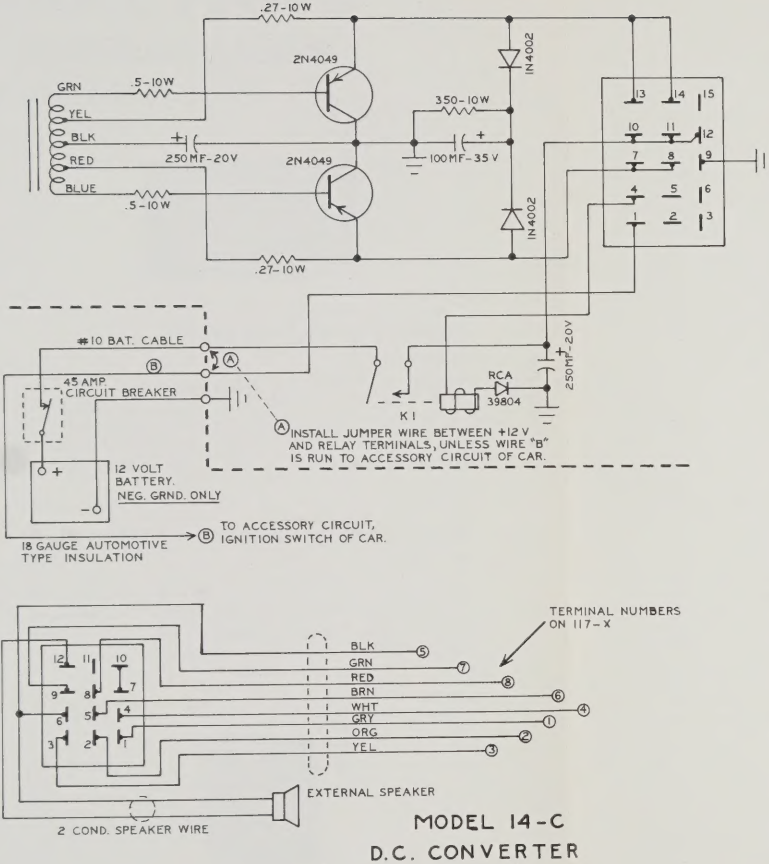 .27-10W
1N4002
2N4049
GRN
.5-10W
YEL
350-10W
13
14
15
BLK
+
250MF-20V
+
100MF-35V
10
11
12
RED
2N4049
7
8
9
BLUE
.5-10W
4
5
6
1N4002
1
2
3
.27-10W
#10 BAT. CABLE
A
B
+
250MF-20V
45 AMP.
CIRCUIT BREAKER
RCA
39804
K1
A
INSTALL JUMPER WIRE BETWEEN +12V
AND RELAY TERMINALS, UNLESS WIRE "B"
IS RUN TO ACCESSORY CIRCUIT OF CAR.
+
-
12 VOLT
BATTERY.
NEG. GRND. ONLY
18 GAUGE AUTOMOTIVE
TYPE INSULATION
B
TO ACCESSORY CIRCUIT,
IGNITION SWITCH OF CAR.
TERMINAL NUMBERS
ON 117-X
12
11
10
9
8
7
6
5
4
3
2
1
BLK
5
GRN
7
RED
8
BRN
6
WHT
4
GRY
1
ORG
2
YEL
3
EXTERNAL SPEAKER
2 COND. SPEAKER WIRE
MODEL 14-C
D.C. CONVERTER